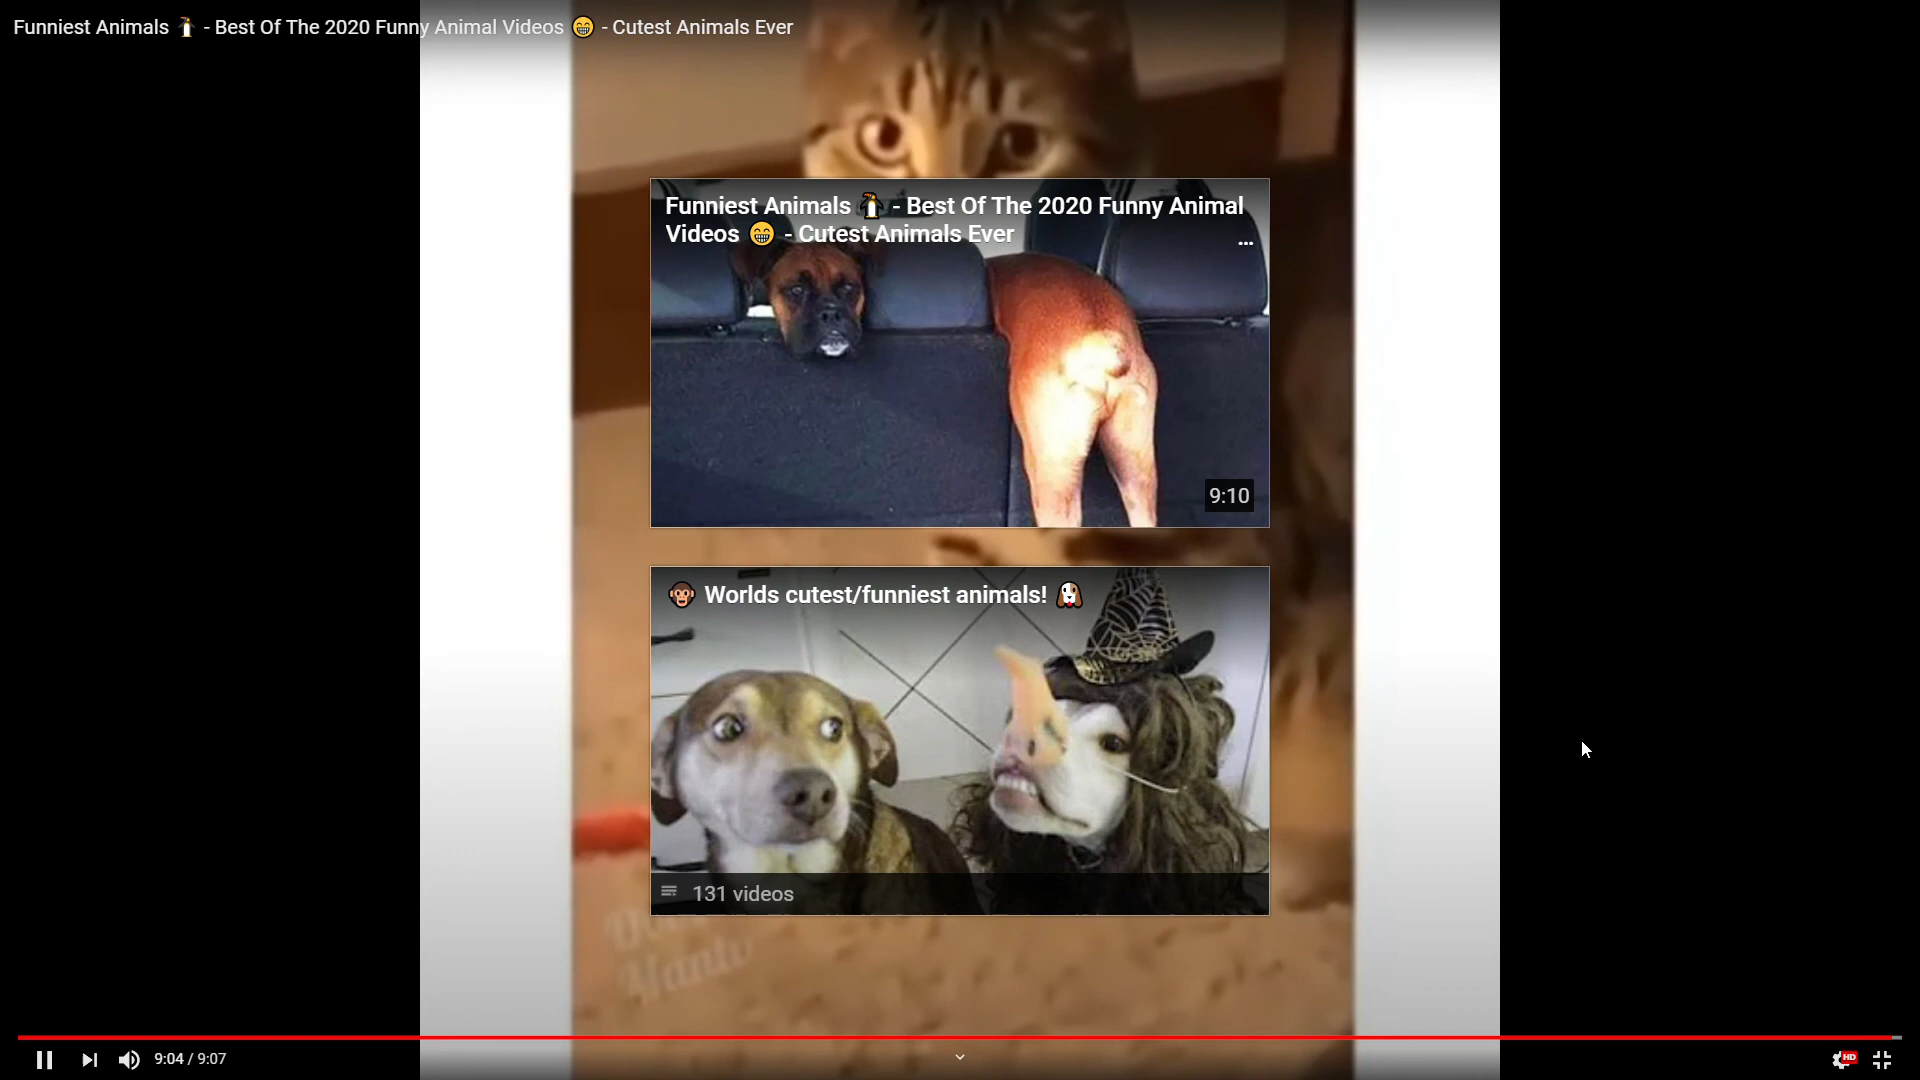 Funniest Animals 🐧 - Best Of The 2020 Funny Animal Videos 😁 - Cutest Animals Ever
Funniest Animals 🐧 - Best Of The 2020 Funny Animal
Videos 😁 - Cutest Animals Ever
...
9:10
🐵 Worlds cutest/funniest animals! 🐶
131 videos
9:04 / 9:07
HD